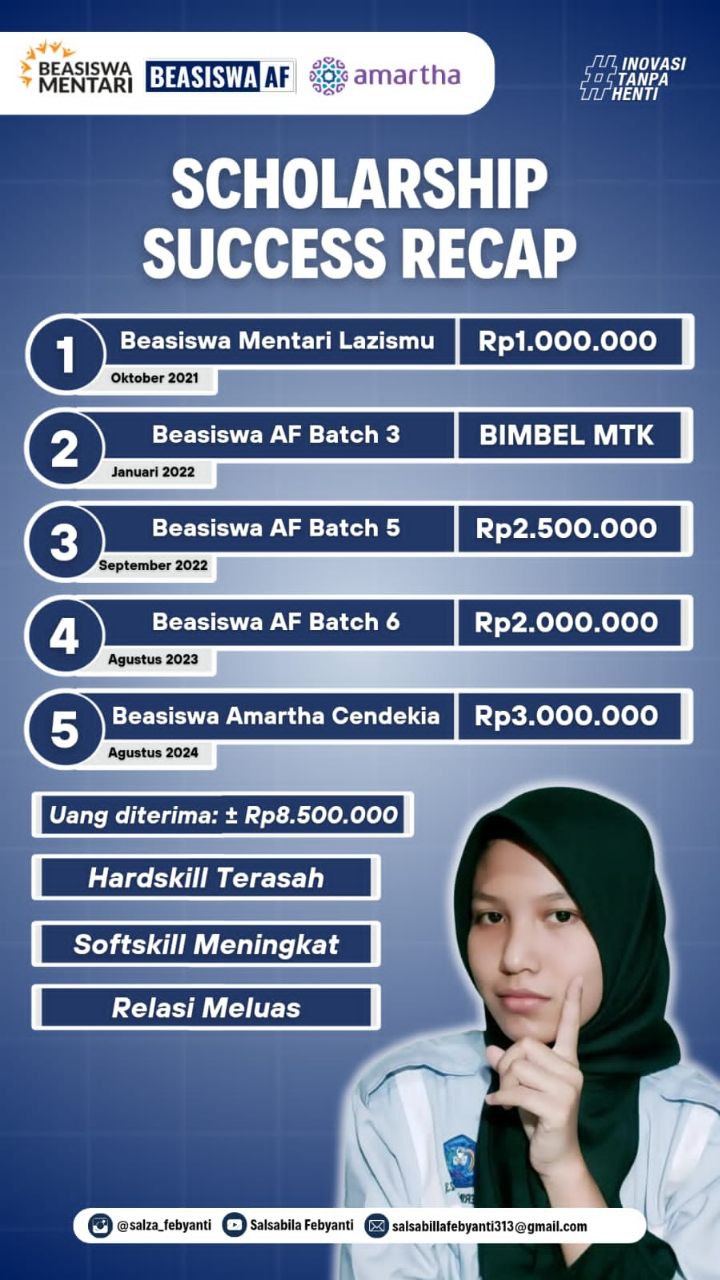 BEASISWA
MENTARI
BEASISWA AF
amartha
#INOVASI
TANPA
HENTI
SCHOLARSHIP
SUCCESS RECAP
1
Beasiswa Mentari Lazismu
Rp1.000.000
Oktober 2021
2
Beasiswa AF Batch 3
BIMBEL MTK
Januari 2022
3
Beasiswa AF Batch 5
Rp2.500.000
September 2022
4
Beasiswa AF Batch 6
Rp2.000.000
Agustus 2023
5
Beasiswa Amartha Cendekia
Rp3.000.000
Agustus 2024
Uang diterima: ± Rp8.500.000
Hardskill Terasah
Softskill Meningkat
Relasi Meluas
@salza_febyanti
Salsabila Febyanti
salsabillafebyanti313@gmail.com